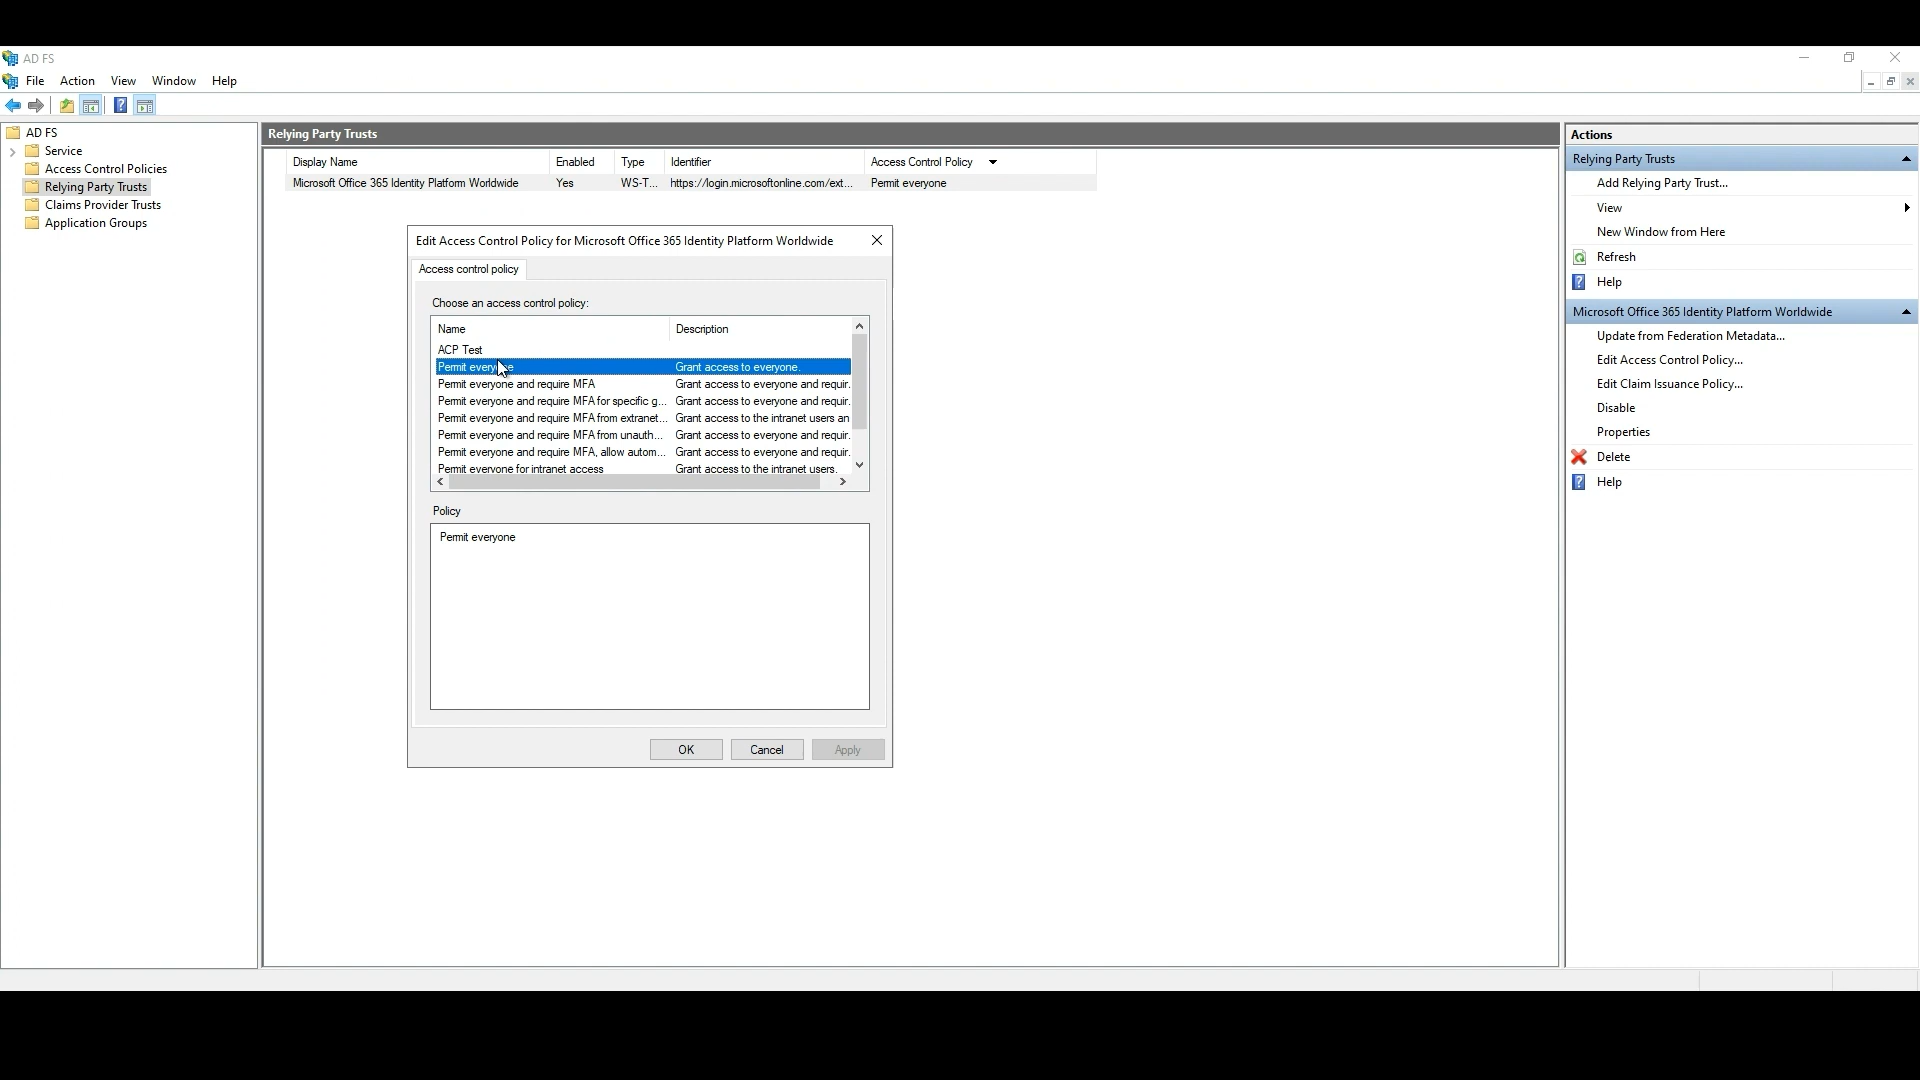 AD FS
File Action View Window Help
AD FS
Service
Access Control Policies
Relying Party Trusts
Claims Provider Trusts
Application Groups
Relying Party Trusts
Display Name Enabled Type Identifier Access Control Policy
Microsoft Office 365 Identity Platform Worldwide Yes WS-T... https://login.microsoftonline.com/ext... Permit everyone
Edit Access Control Policy for Microsoft Office 365 Identity Platform Worldwide
Access control policy
Choose an access control policy:
Name Description
ACP Test
Permit everyone Grant access to everyone.
Permit everyone and require MFA Grant access to everyone and requir.
Permit everyone and require MFA for specific g... Grant access to everyone and requir.
Permit everyone and require MFA from extranet... Grant access to the intranet users an
Permit everyone and require MFA from unauth... Grant access to everyone and requir.
Permit everyone and require MFA, allow autom... Grant access to everyone and requir.
Permit everyone for intranet access Grant access to the intranet users.
Policy
Permit everyone
OK Cancel Apply
Actions
Relying Party Trusts
Add Relying Party Trust...
View
New Window from Here
Refresh
Help
Microsoft Office 365 Identity Platform Worldwide
Update from Federation Metadata...
Edit Access Control Policy...
Edit Claim Issuance Policy...
Disable
Properties
Delete
Help